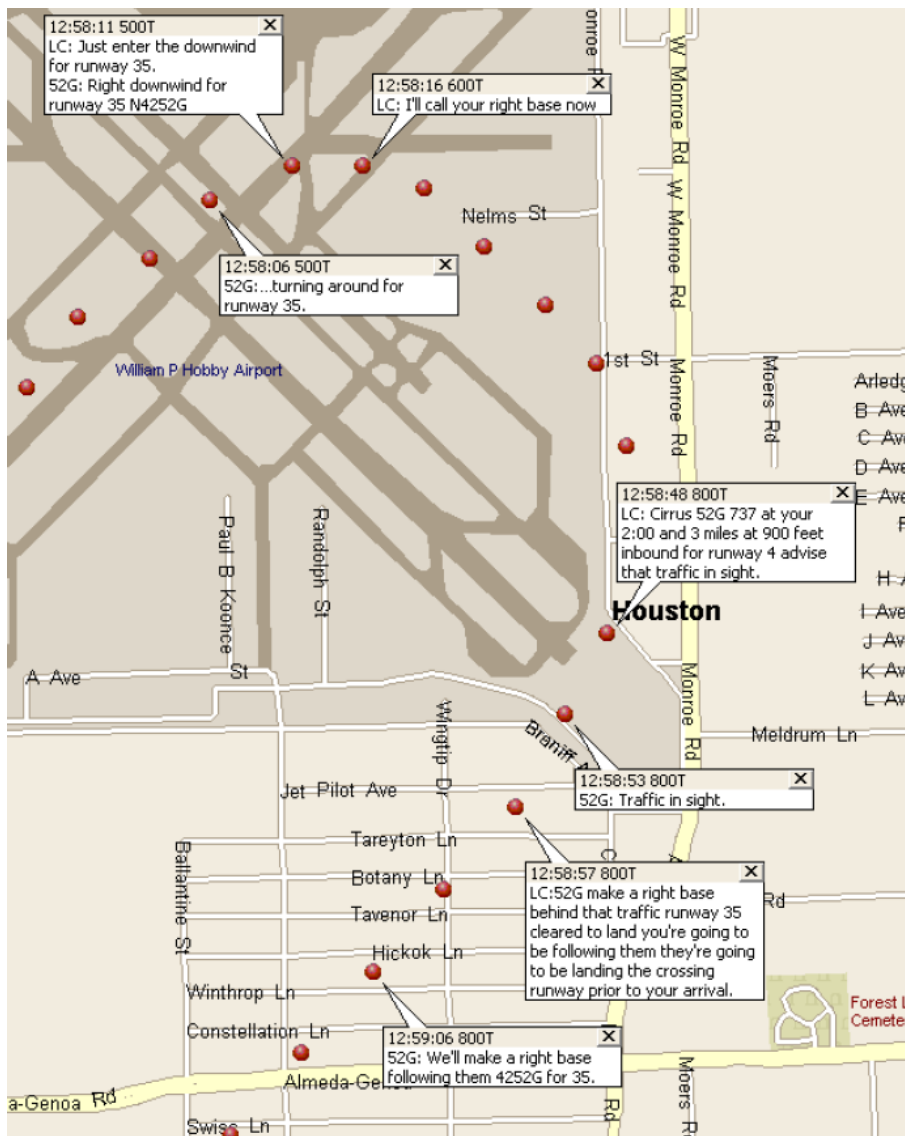 12:58:11 500T
LC: Just enter the downwind
for runway 35.
52G: Right downwind for
runway 35 N4252G
12:58:16 600T
LC: I'll call your right base now
onroe R
W Monroe Rd
W Monroe Rd
Nelms St
12:58:06 500T
52G:...turning around for
runway 35.
William P Hobby Airport
1st St
Monroe Rd
Moers Rd
Arledg
B Ave
C Ave
D Ave
E Ave
12:58:48 800T
LC: Cirrus 52G 737 at your
2:00 and 3 miles at 900 feet
inbound for runway 4 advise
that traffic in sight.
F
H A
I Ave
J Av
K Av
L Av
Houston
Paul B Koonce St
Randolph St
A Ave
Monroe Rd
Meldrum Ln
Wingtip Dr
Braniff
12:58:53 800T
52G: Traffic in sight.
Jet Pilot Ave
Tareyton Ln
Ballantine St
Botany Ln
Tavenor Ln
Rd
12:58:57 800T
LC:52G make a right base
behind that traffic runway 35
cleared to land you're going to
be following them they're going
to be landing the crossing
runway prior to your arrival.
Hickok Ln
Winthrop Ln
Forest L
Cemete
Constellation Ln
12:59:06 800T
52G: We'll make a right base
following them 4252G for 35.
Almeda-Genoa
a-Genoa Rd
Moers Rd
Rd
Swiss Ln